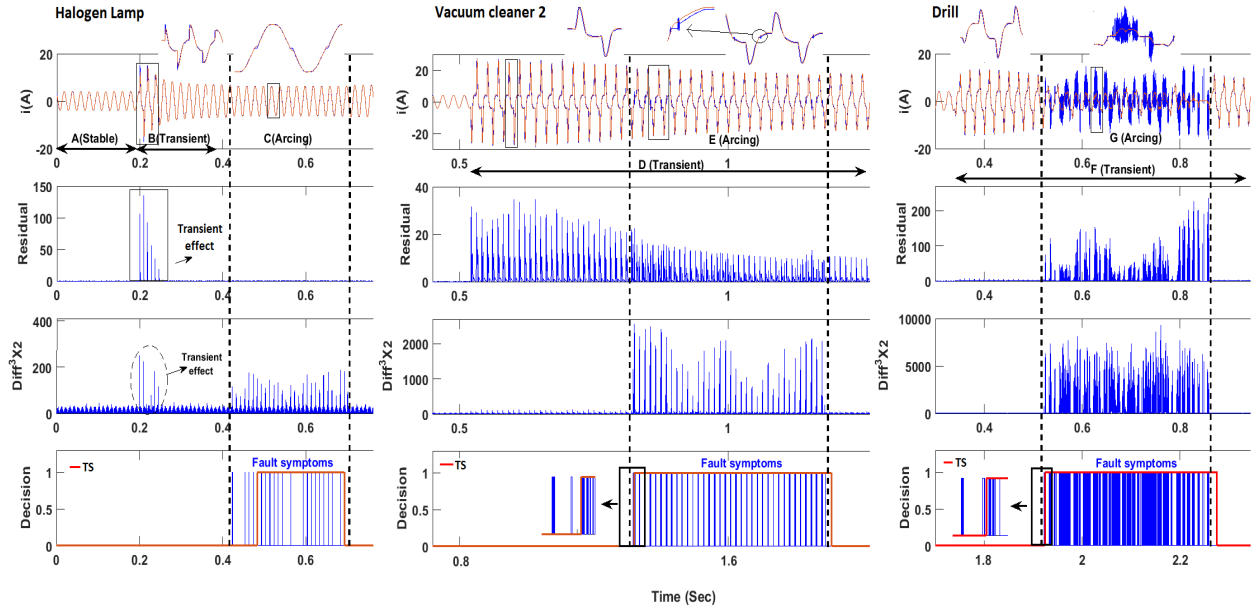 Halogen Lamp
20
0
-20
i(A)
A(Stable)
B(Transient)
C(Arcing)
0
0.2
0.4
0.6
150
100
50
0
Residual
Transient
effect
0
0.2
0.4
0.6
400
200
0
Diff³X2
Transient
effect
0
0.2
0.4
0.6
1
0.5
0
Decision
TS
Fault symptoms
0
0.2
0.4
0.6
Vacuum cleaner 2
20
0
-20
i(A)
E (Arcing)
0.5
1
D (Transient)
40
20
0
Residual
0.5
1
2000
1000
0
Diff³X2
0.5
1
1
0.5
0
Decision
TS
Fault symptoms
0.8
1.6
Drill
20
0
-20
i(A)
G (Arcing)
0.4
0.6
0.8
F (Transient)
200
100
0
Residual
0.4
0.6
0.8
10000
5000
0
Diff³X2
0.4
0.6
0.8
1
0.5
0
Decision
TS
Fault symptoms
1.8
2
2.2
Time (Sec)